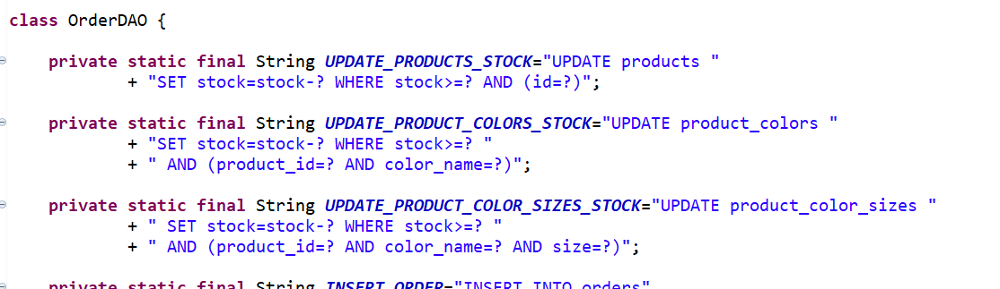 class OrderDAO {
private static final String UPDATE_PRODUCTS_STOCK="UPDATE products "
+ "SET stock=stock-? WHERE stock>=? AND (id=?)";
private static final String UPDATE_PRODUCT_COLORS_STOCK="UPDATE product_colors "
+ "SET stock=stock-? WHERE stock>=? "
+ " AND (product_id=? AND color_name=?)";
private static final String UPDATE_PRODUCT_COLOR_SIZES_STOCK="UPDATE product_color_sizes "
+ " SET stock=stock-? WHERE stock>=? "
+ " AND (product_id=? AND color_name=? AND size=?)";
private static final String INSERT_ORDER="INSERT INTO orders"